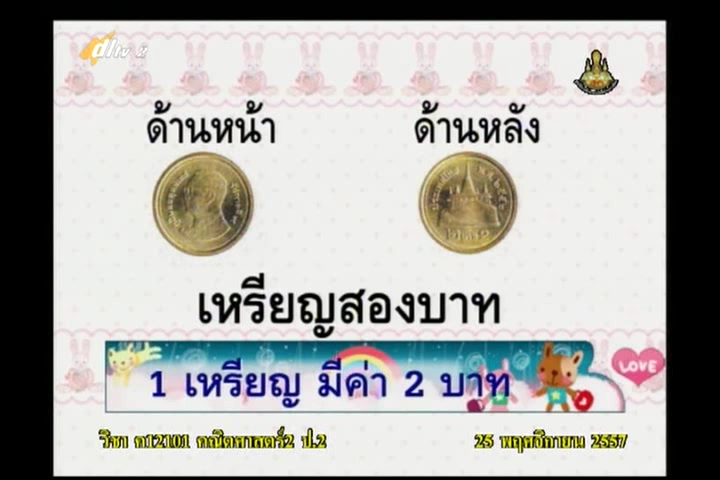 dltv
ด้านหน้า
ด้านหลัง
เหรียญสองบาท
1 เหรียญ มีค่า 2 บาท
LOVE
วิชา ค12101 คณิตศาสตร์2 ป.2
25 พฤศจิกายน 2557